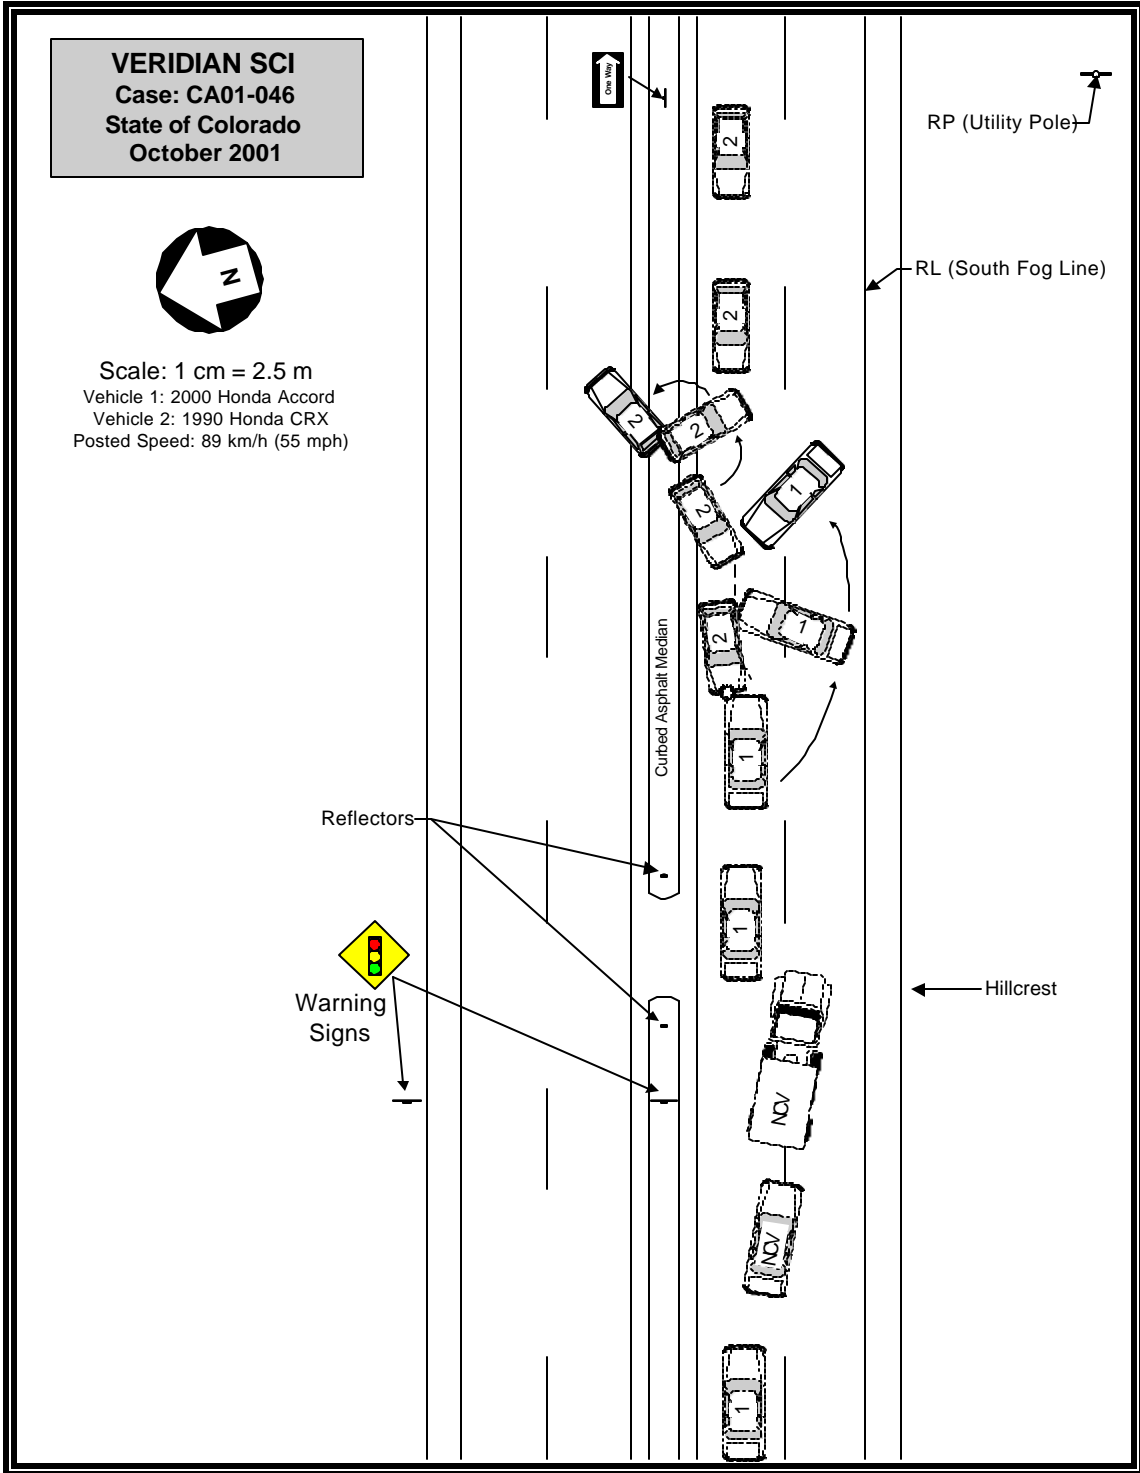 VERIDIAN SCI
Case: CA01-046
State of Colorado
October 2001
One Way
RP (Utility Pole)
N
RL (South Fog Line)
Scale: 1 cm = 2.5 m
Vehicle 1: 2000 Honda Accord
Vehicle 2: 1990 Honda CRX
Posted Speed: 89 km/h (55 mph)
2
2
2
2
2
1
2
1
Curbed Asphalt Median
1
Reflectors
1
Warning
Signs
Hillcrest
NCV
NCV
1